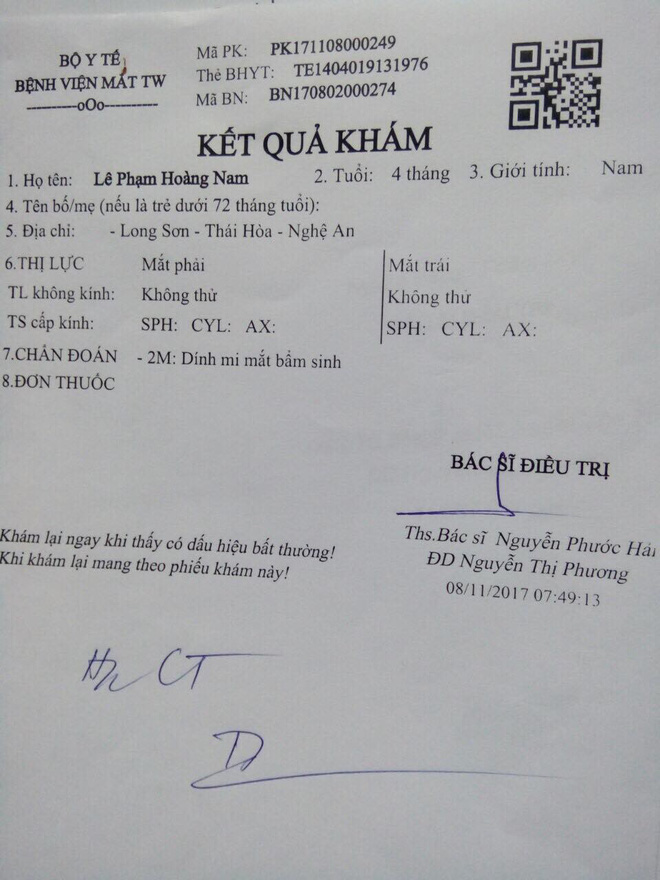 BỘ Y TẾ
BỆNH VIỆN MẮT TW
----------oOo----------
Mã PK: PK171108000249
Thẻ BHYT: TE1404019131976
Mã BN: BN170802000274
KẾT QUẢ KHÁM
1. Họ tên: Lê Phạm Hoàng Nam 2. Tuổi: 4 tháng 3. Giới tính: Nam
4. Tên bố/mẹ (nếu là trẻ dưới 72 tháng tuổi):
5. Địa chỉ: - Long Sơn - Thái Hòa - Nghệ An
6.THỊ LỰC Mắt phải Mắt trái
TL không kính: Không thử Không thử
TS cấp kính: SPH: CYL: AX: SPH: CYL: AX:
7.CHẨN ĐOÁN - 2M: Dính mi mắt bẩm sinh
8.ĐƠN THUỐC
BÁC SĨ ĐIỀU TRỊ
Khám lại ngay khi thấy có dấu hiệu bất thường!
Khi khám lại mang theo phiếu khám này!
Ths.Bác sĩ Nguyễn Phước Hải
ĐD Nguyễn Thị Phương
08/11/2017 07:49:13
CT